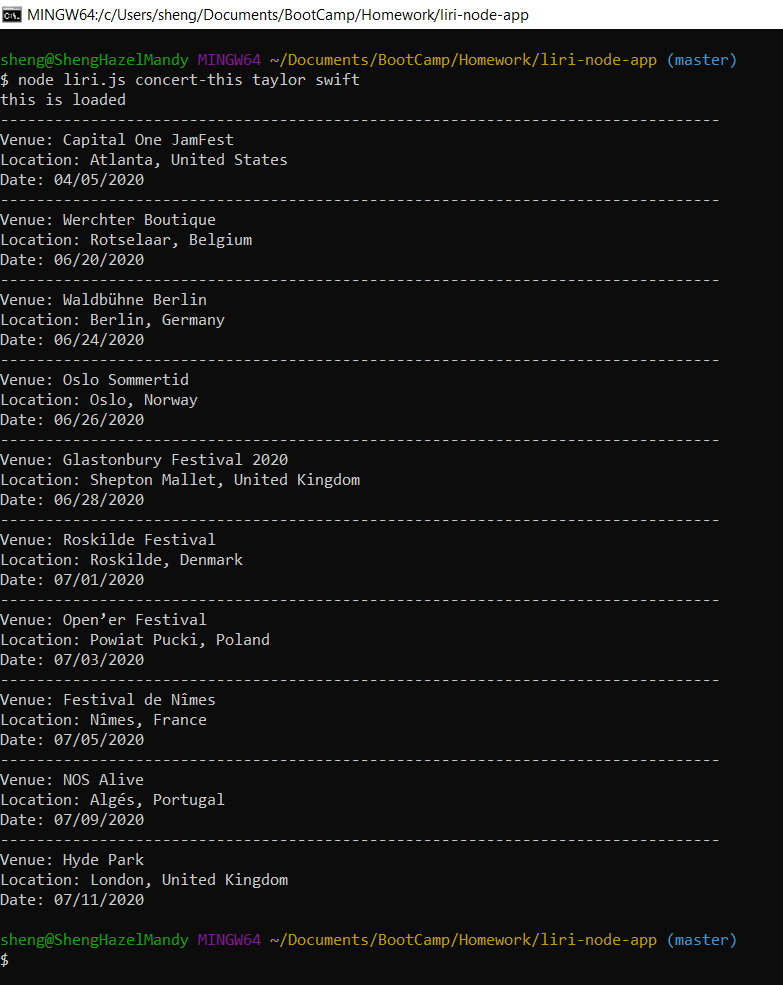 MINGW64:/c/Users/sheng/Documents/BootCamp/Homework/liri-node-app
sheng@ShengHazelMandy MINGW64 ~/Documents/BootCamp/Homework/liri-node-app (master)
$ node liri.js concert-this taylor swift
this is loaded
--------------------------------------------------------------------------------
Venue: Capital One JamFest
Location: Atlanta, United States
Date: 04/05/2020
--------------------------------------------------------------------------------
Venue: Werchter Boutique
Location: Rotselaar, Belgium
Date: 06/20/2020
--------------------------------------------------------------------------------
Venue: Waldbühne Berlin
Location: Berlin, Germany
Date: 06/24/2020
--------------------------------------------------------------------------------
Venue: Oslo Sommertid
Location: Oslo, Norway
Date: 06/26/2020
--------------------------------------------------------------------------------
Venue: Glastonbury Festival 2020
Location: Shepton Mallet, United Kingdom
Date: 06/28/2020
--------------------------------------------------------------------------------
Venue: Roskilde Festival
Location: Roskilde, Denmark
Date: 07/01/2020
--------------------------------------------------------------------------------
Venue: Open’er Festival
Location: Powiat Pucki, Poland
Date: 07/03/2020
--------------------------------------------------------------------------------
Venue: Festival de Nîmes
Location: Nîmes, France
Date: 07/05/2020
--------------------------------------------------------------------------------
Venue: NOS Alive
Location: Algés, Portugal
Date: 07/09/2020
--------------------------------------------------------------------------------
Venue: Hyde Park
Location: London, United Kingdom
Date: 07/11/2020
sheng@ShengHazelMandy MINGW64 ~/Documents/BootCamp/Homework/liri-node-app (master)
$